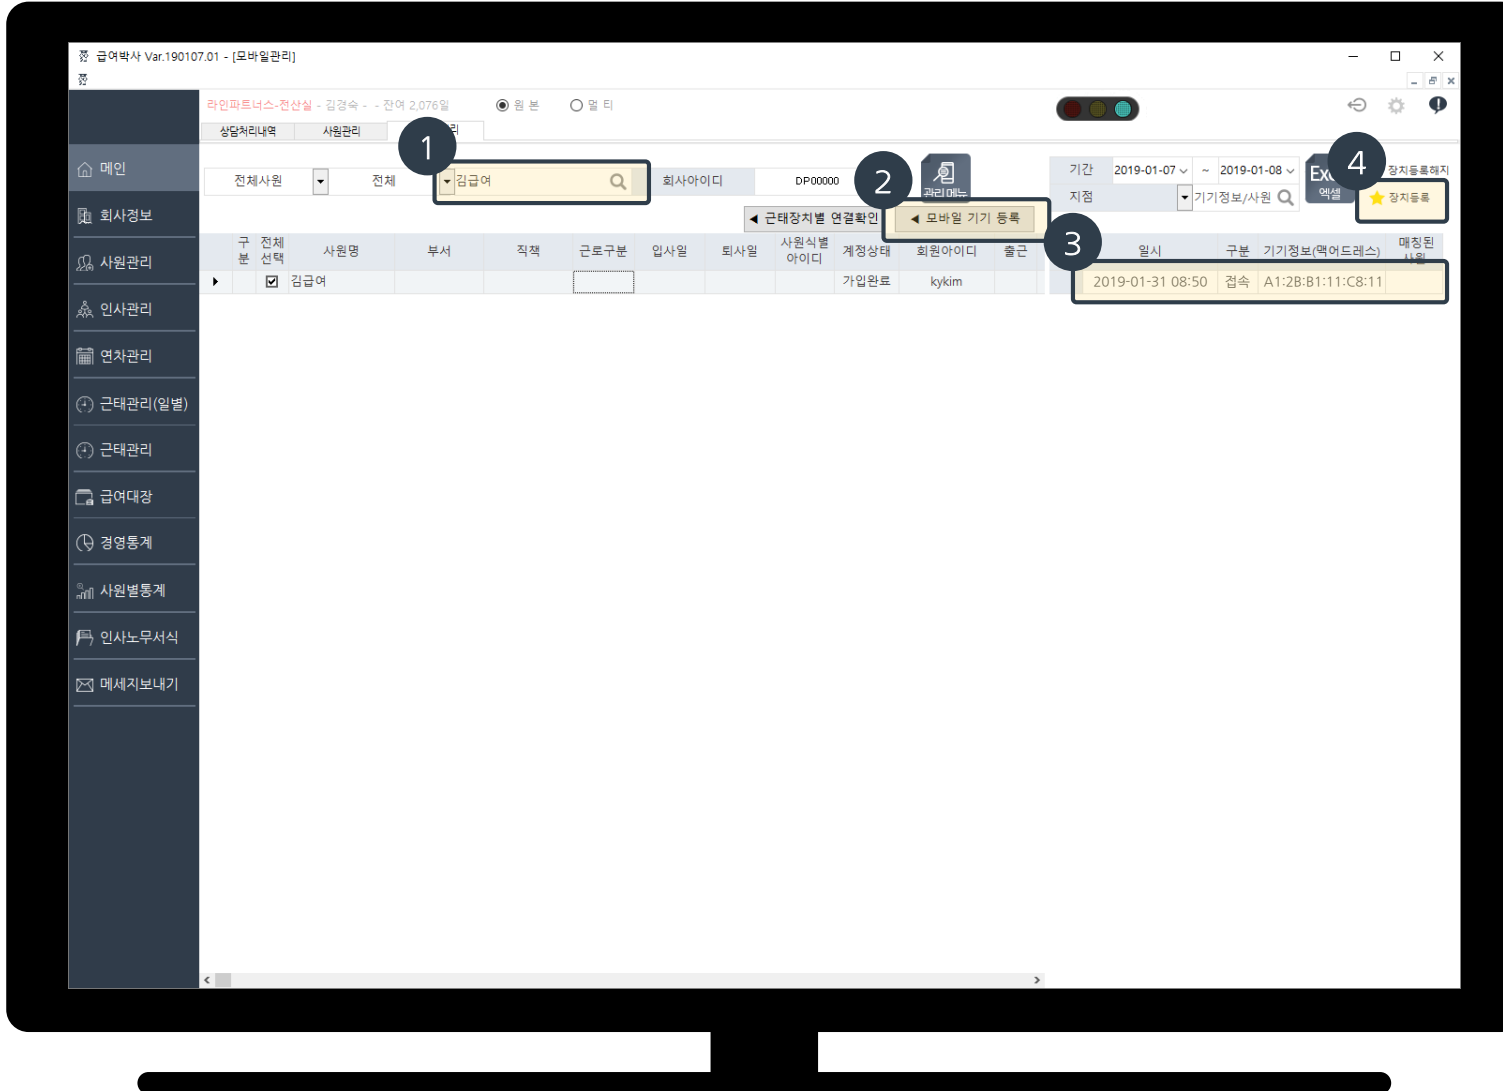 급여박사 Var.190107.01 - [모바일관리]
라인파트너스-전산실 - 김경숙 - - 잔여 2,076일
원 본
멀 티
상담처리내역
사원관리
리
1
메인
회사정보
사원관리
인사관리
연차관리
근태관리(일별)
근태관리
급여대장
경영통계
사원별통계
인사노무서식
메세지보내기
전체사원
전체
김급여
회사아이디
DP00000
2
관리메뉴
기간
2019-01-07 ~ 2019-01-08
지점
기기정보/사원
엑셀
4
장치등록해지
장치등록
◀ 근태장치별 연결확인
◀ 모바일 기기 등록
3
구분
전체선택
사원명
부서
직책
근로구분
입사일
퇴사일
사원식별
아이디
계정상태
회원아이디
출근
일시
구분
기기정보(맥어드레스)
매칭된
사원
김급여
가입완료
kykim
2019-01-31 08:50
접속
A1:2B:B1:11:C8:11